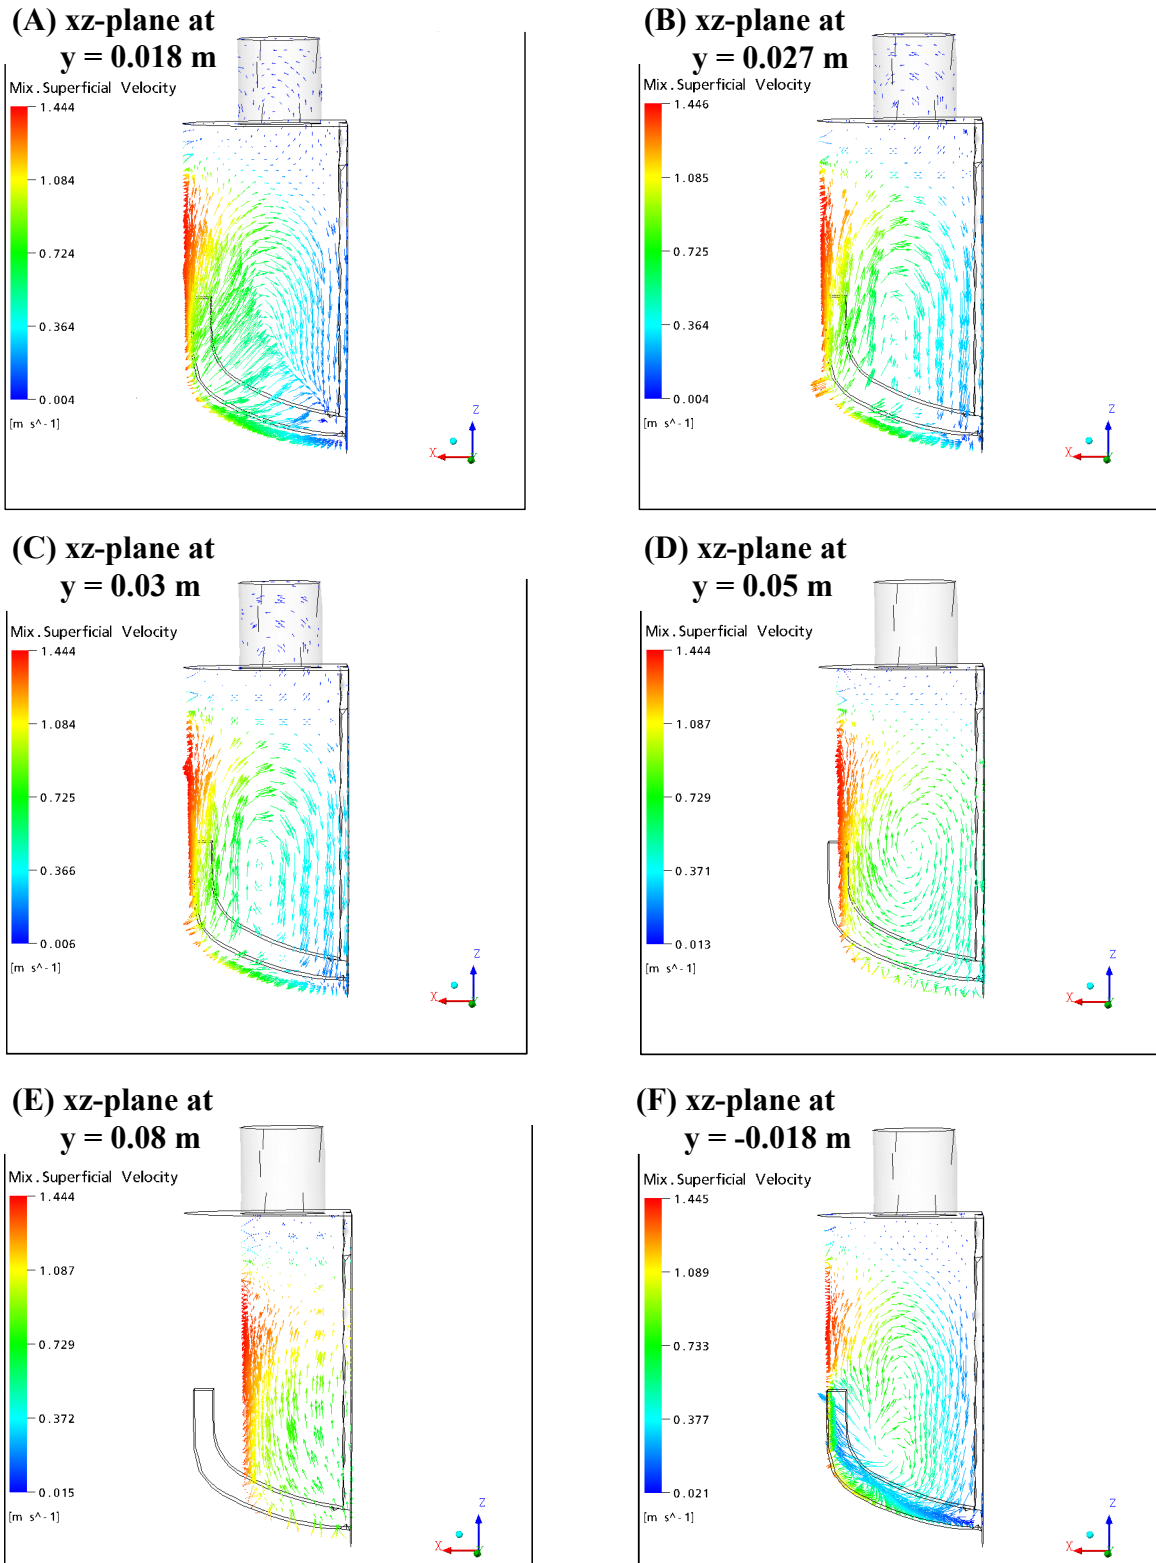 (A) xz-plane at
y = 0.018 m
Mix.Superficial Velocity
1.444
1.084
0.724
0.364
0.004
[m s^-1]
Z
X
(B) xz-plane at
y = 0.027 m
Mix.Superficial Velocity
1.446
1.085
0.725
0.364
0.004
[m s^-1]
Z
X
(C) xz-plane at
y = 0.03 m
Mix.Superficial Velocity
1.444
1.084
0.725
0.366
0.006
[m s^-1]
Z
X
(D) xz-plane at
y = 0.05 m
Mix.Superficial Velocity
1.444
1.087
0.729
0.371
0.013
[m s^-1]
Z
X
(E) xz-plane at
y = 0.08 m
Mix.Superficial Velocity
1.444
1.087
0.729
0.372
0.015
[m s^-1]
Z
X
(F) xz-plane at
y = -0.018 m
Mix.Superficial Velocity
1.445
1.089
0.733
0.377
0.021
[m s^-1]
Z
X